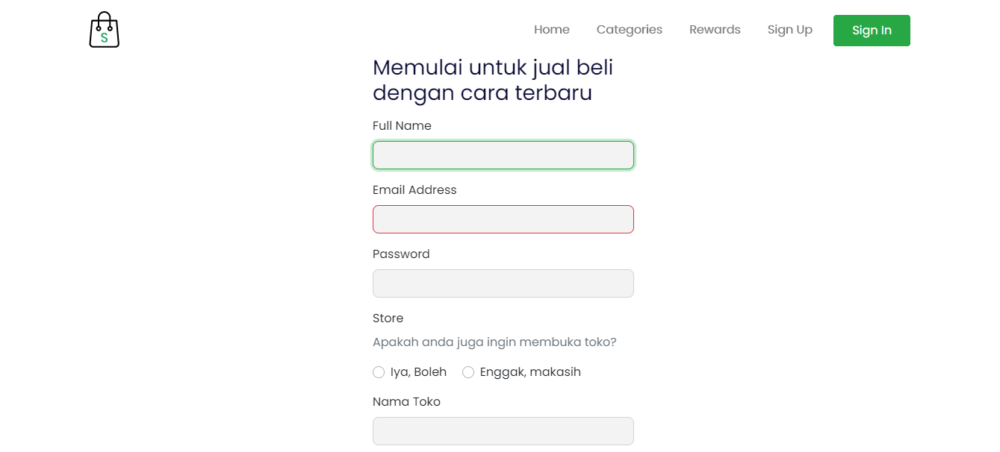 S
Home Categories Rewards Sign Up Sign In
Memulai untuk jual beli
dengan cara terbaru
Full Name
Email Address
Password
Store
Apakah anda juga ingin membuka toko?
Iya, Boleh Enggak, makasih
Nama Toko